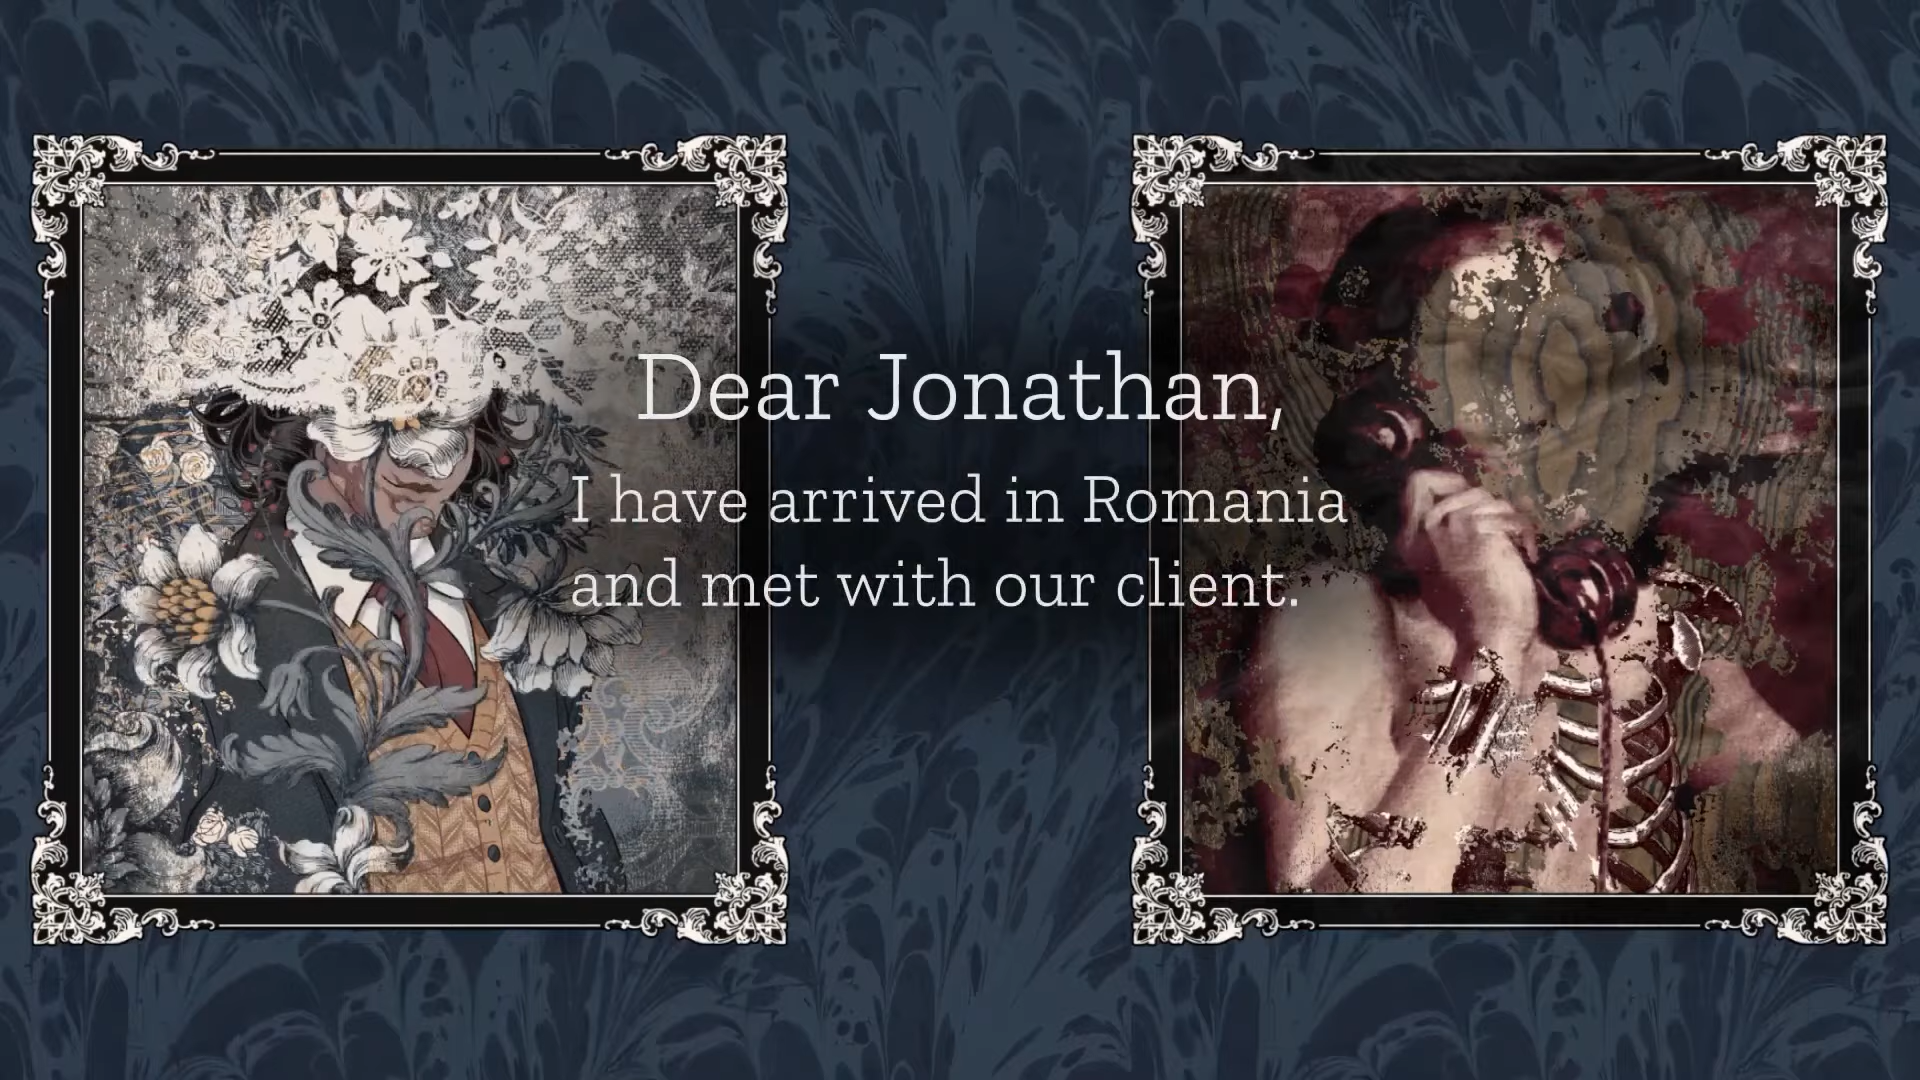 Dear Jonathan,
I have arrived in Romania
and met with our client.